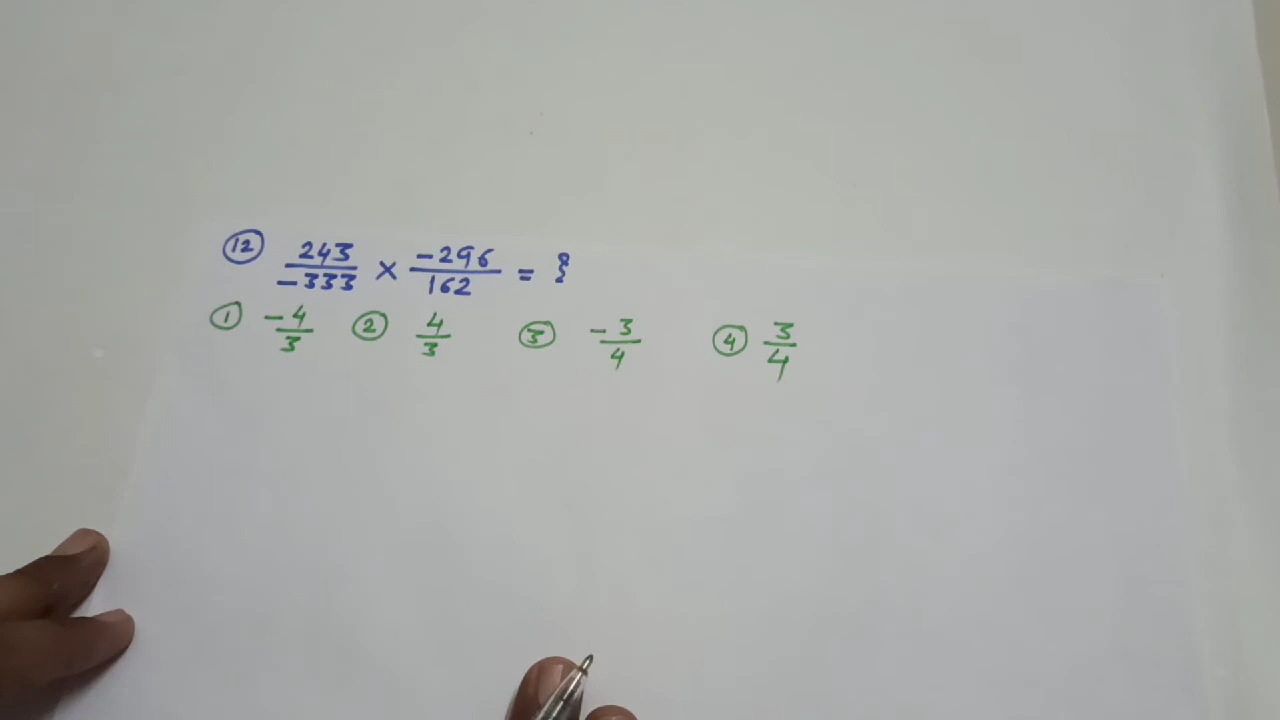 ⑫ 243/-333 × -296/162 = ?
① -4/3 ② 4/3 ③ -3/4 ④ 3/4